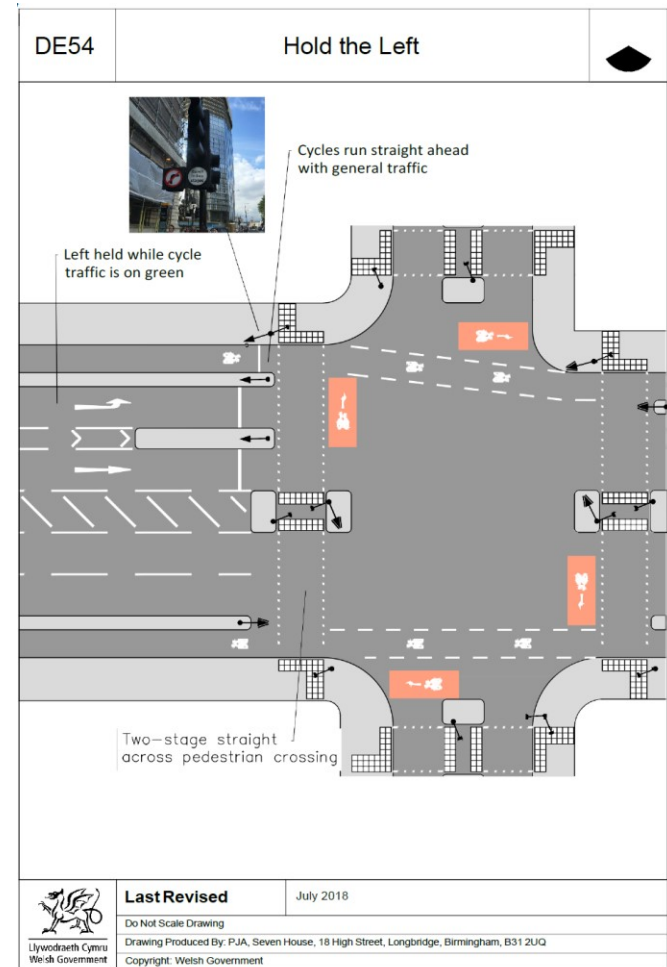 DE54
Hold the Left
Cycles run straight ahead
with general traffic
Left held while cycle
traffic is on green
Two-stage straight
across pedestrian crossing
Llywodraeth Cymru
Welsh Government
Last Revised
July 2018
Do Not Scale Drawing
Drawing Produced By: PJA, Seven House, 18 High Street, Longbridge, Birmingham, B31 2UQ
Copyright: Welsh Government